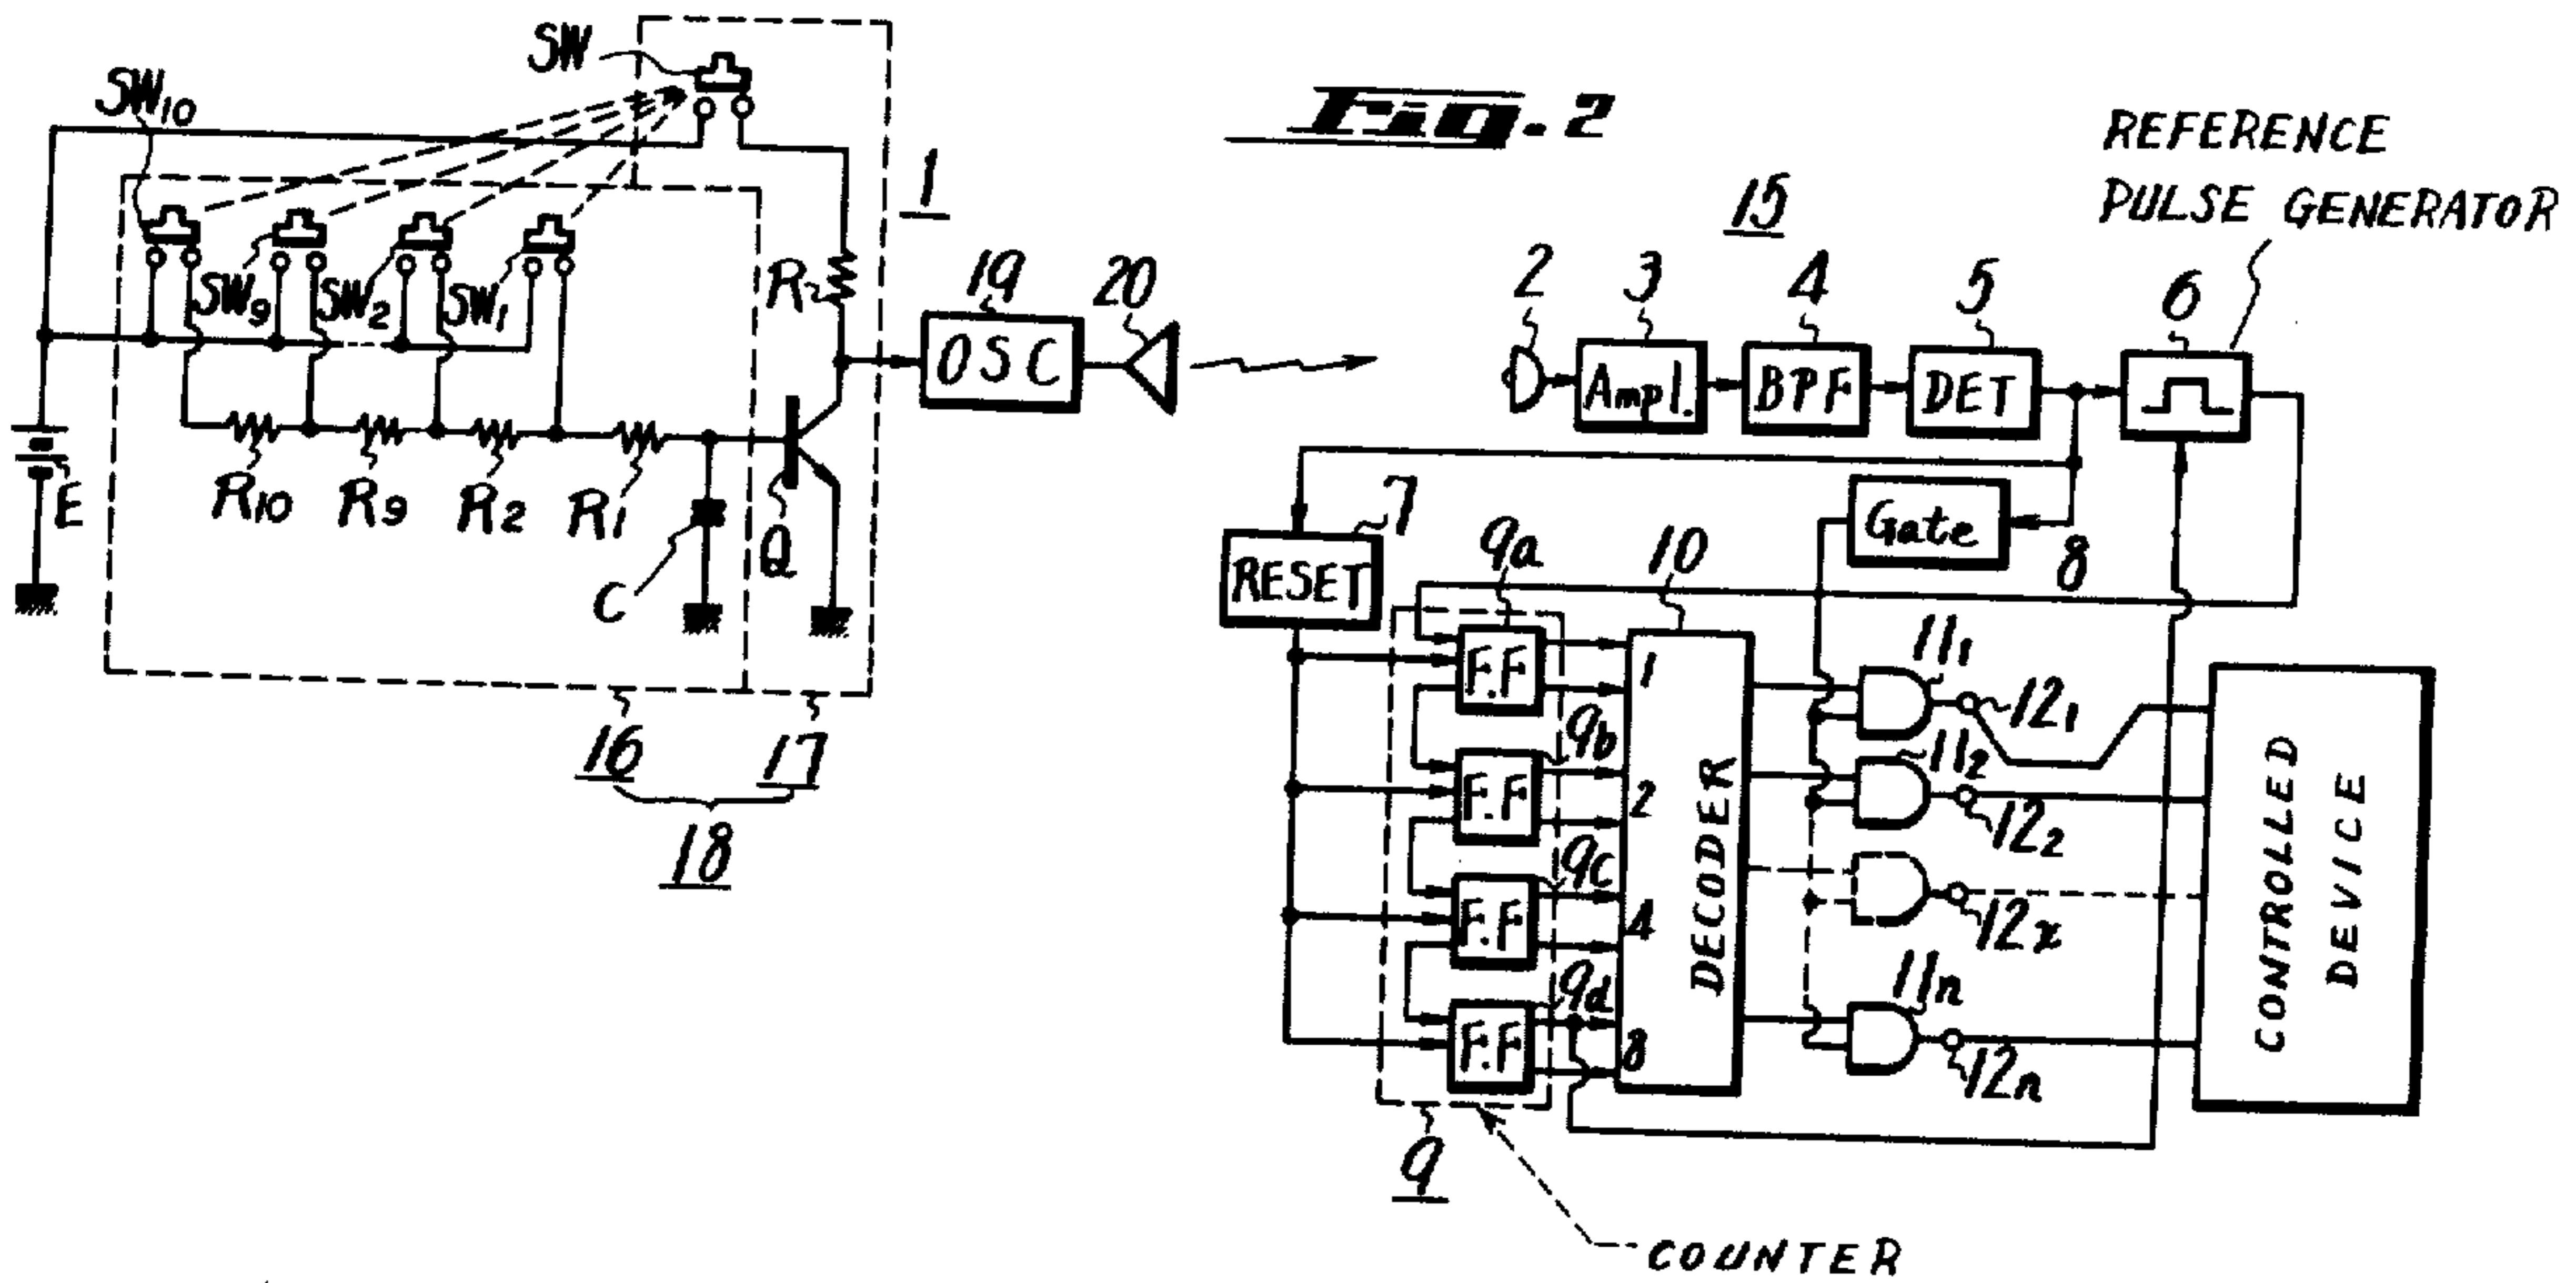 Fig. 2
SW
SW10
SW9
SW2
SW1
1
R
E
R10
R9
R2
R1
C
Q
16
17
18
19
OSC
20
15
REFERENCE
PULSE GENERATOR
2
3
4
5
6
Ampl.
BPF
DET
7
RESET
Gate
8
9a
10
F.F
9b
F.F
9c
F.F
9d
F.F
1
2
4
8
DECODER
111
121
112
122
12x
11n
12n
CONTROLLED
DEVICE
9
COUNTER